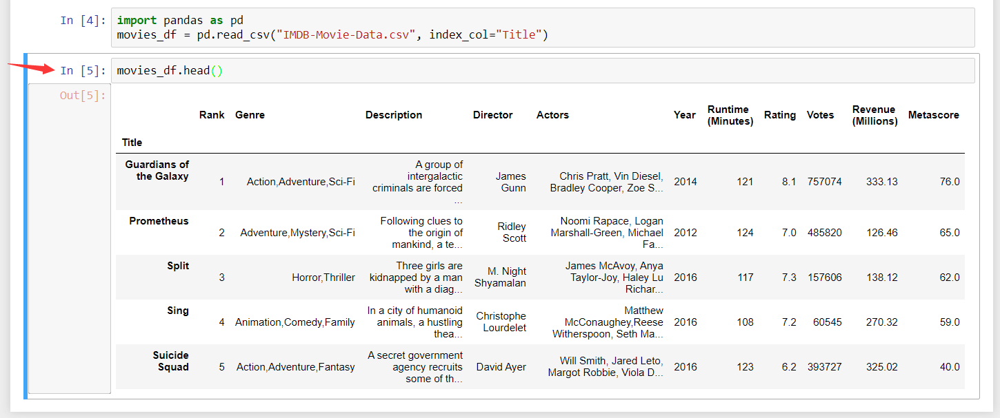 In [4]: import pandas as pd
movies_df = pd.read_csv("IMDB-Movie-Data.csv", index_col="Title")
In [5]: movies_df.head()
Out[5]:
Rank Genre Description Director Actors Year Runtime (Minutes) Rating Votes Revenue (Millions) Metascore
Title
Guardians of the Galaxy 1 Action,Adventure,Sci-Fi A group of intergalactic criminals are forced ... James Gunn Chris Pratt, Vin Diesel, Bradley Cooper, Zoe S... 2014 121 8.1 757074 333.13 76.0
Prometheus 2 Adventure,Mystery,Sci-Fi Following clues to the origin of mankind, a te... Ridley Scott Noomi Rapace, Logan Marshall-Green, Michael Fa... 2012 124 7.0 485820 126.46 65.0
Split 3 Horror,Thriller Three girls are kidnapped by a man with a diag... M. Night Shyamalan James McAvoy, Anya Taylor-Joy, Haley Lu Richar... 2016 117 7.3 157606 138.12 62.0
Sing 4 Animation,Comedy,Family In a city of humanoid animals, a hustling thea... Christophe Lourdelet Matthew McConaughey,Reese Witherspoon, Seth Ma... 2016 108 7.2 60545 270.32 59.0
Suicide Squad 5 Action,Adventure,Fantasy A secret government agency recruits some of th... David Ayer Will Smith, Jared Leto, Margot Robbie, Viola D... 2016 123 6.2 393727 325.02 40.0